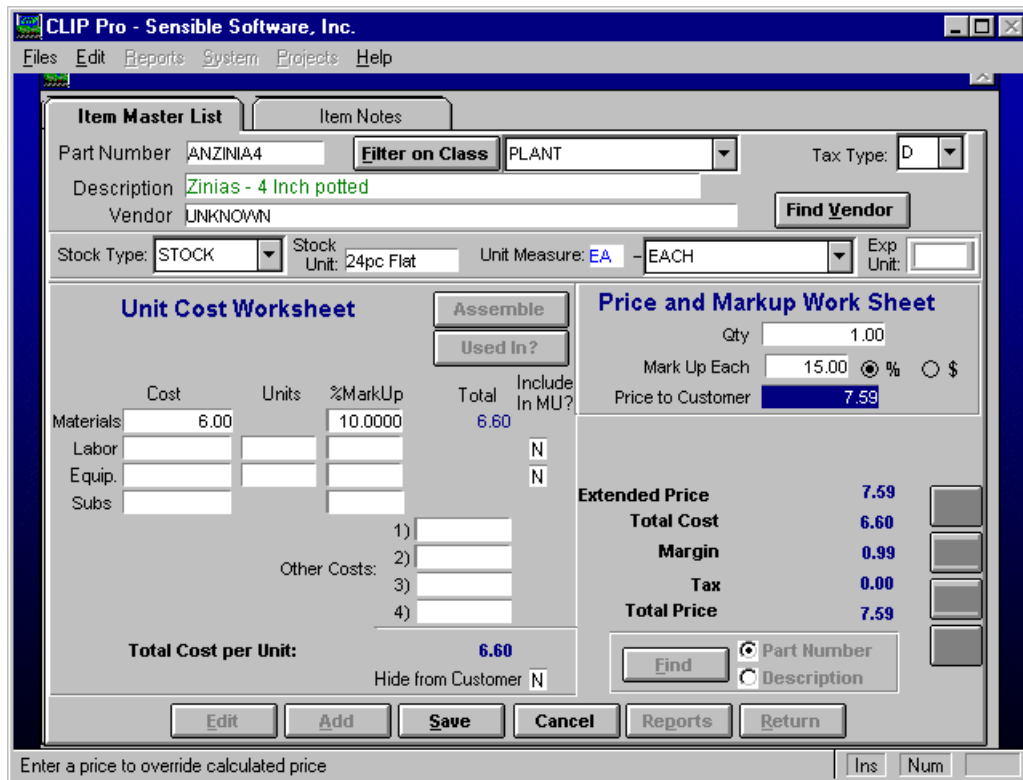 CLIP Pro - Sensible Software, Inc.
Files Edit Reports System Projects Help
Item Master List Item Notes
Part Number ANZINIA4 Filter on Class PLANT Tax Type: D
Description Zinias - 4 Inch potted
Vendor UNKNOWN Find Vendor
Stock Type: STOCK Stock Unit: 24pc Flat Unit Measure: EA - EACH Exp Unit:
Unit Cost Worksheet Assemble
Used In?
Cost Units %MarkUp Total Include In MU?
Materials 6.00 10.0000 6.60
Labor N
Equip. N
Subs
Other Costs: 1)
2)
3)
4)
Total Cost per Unit: 6.60
Hide from Customer N
Price and Markup Work Sheet
Qty 1.00
Mark Up Each 15.00 % $
Price to Customer 7.59
Extended Price 7.59
Total Cost 6.60
Margin 0.99
Tax 0.00
Total Price 7.59
Find Part Number
Description
Edit Add Save Cancel Reports Return
Enter a price to override calculated price Ins Num